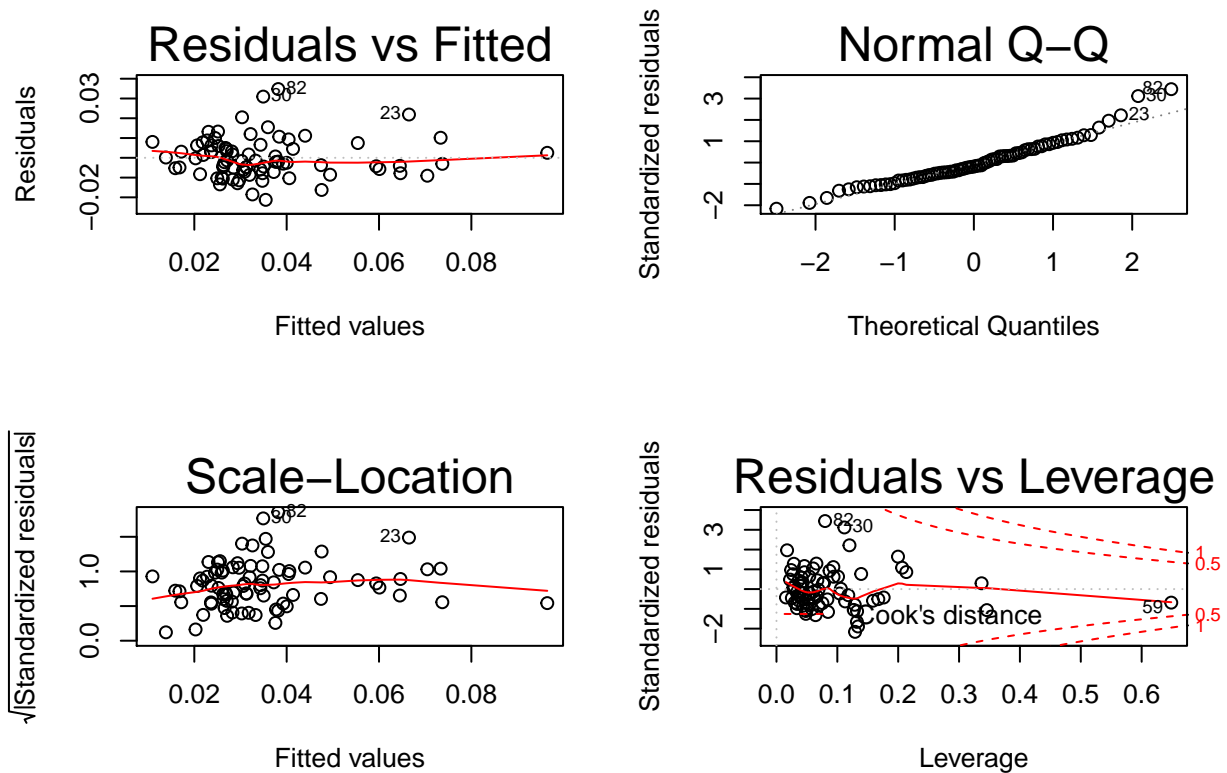 Residuals vs Fitted
Residuals
0.03
−0.02
82
30
23
0.02 0.04 0.06 0.08
Fitted values
Normal Q−Q
Standardized residuals
3
1
−2
82
30
23
−2 −1 0 1 2
Theoretical Quantiles
Scale−Location
√|Standardized residuals|
1.0
0.0
82
30
23
0.02 0.04 0.06 0.08
Fitted values
Residuals vs Leverage
Standardized residuals
3
1
−2
82
30
59
1
0.5
0.5
1
Cook's distance
0.0 0.1 0.2 0.3 0.4 0.5 0.6
Leverage